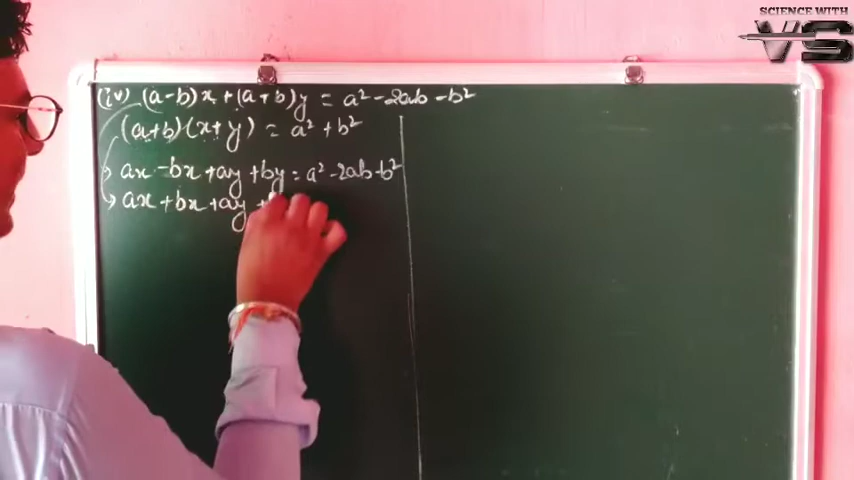 SCIENCE WITH
VS
(iv) (a-b)x + (a+b)y = a² - 2ab - b²
(a+b)(x+y) = a² + b²
ax - bx + ay + by = a² - 2ab - b²
ax + bx + ay +